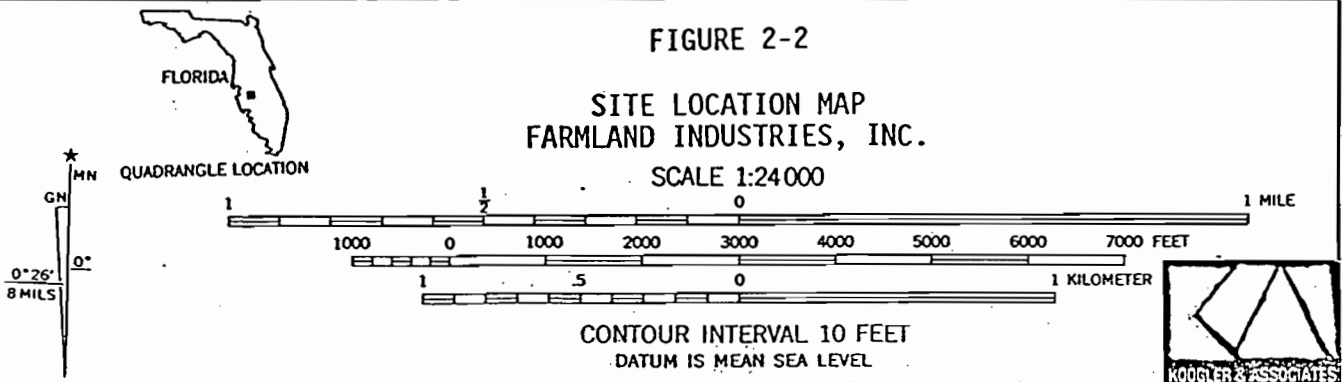 FIGURE 2-2
SITE LOCATION MAP
FARMLAND INDUSTRIES, INC.
SCALE 1:24 000
FLORIDA
QUADRANGLE LOCATION
MN
GN
0°26'
8 MILS
0°
1 ½ 0 1 MILE
1000 0 1000 2000 3000 4000 5000 6000 7000 FEET
1 .5 0 1 KILOMETER
CONTOUR INTERVAL 10 FEET
DATUM IS MEAN SEA LEVEL
KOOGLER & ASSOCIATES